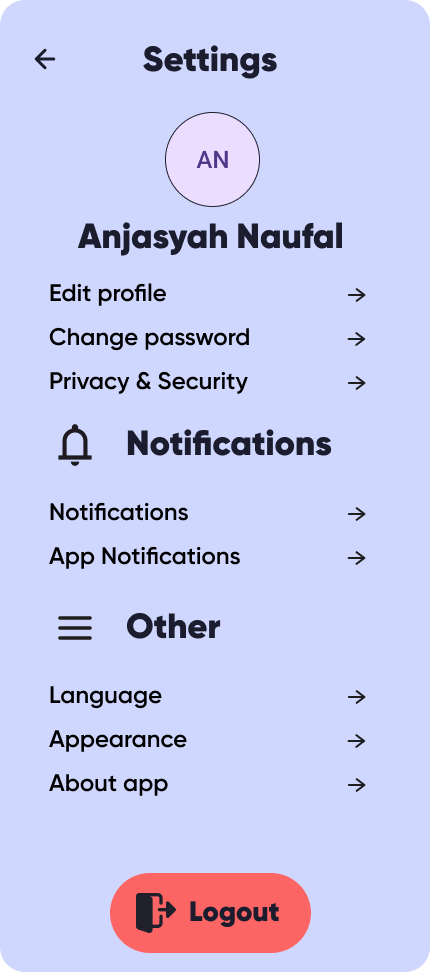 Settings
AN
Anjasyah Naufal
Edit profile
Change password
Privacy & Security
Notifications
Notifications
App Notifications
Other
Language
Appearance
About app
Logout